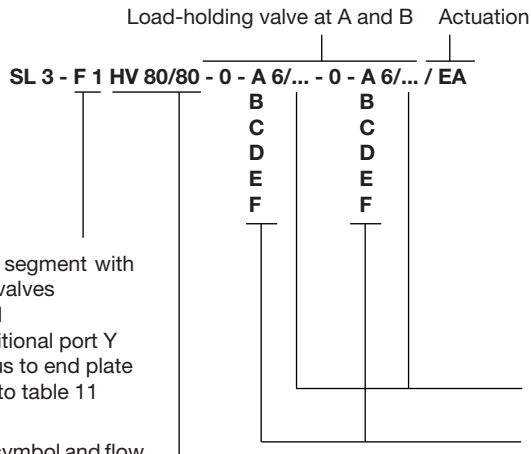 Load-holding valve at A and B Actuation
SL 3 - F 1 HV 80/80 - 0 - A 6/... - 0 - A 6/... / EA
B B
C C
D D
E E
F F
segment with
valves
itional port Y
us to end plate
to table 11
symbol and flow